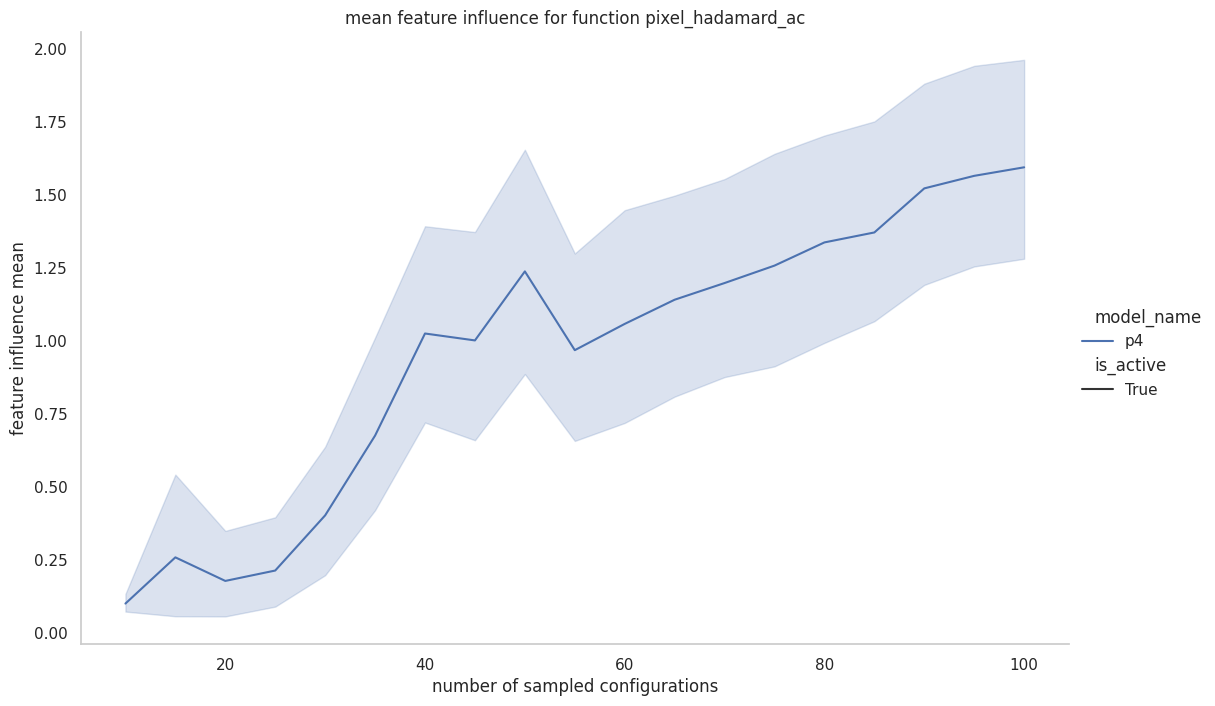 mean feature influence for function pixel_hadamard_ac
2.00
1.75
1.50
1.25
1.00
0.75
0.50
0.25
0.00
feature influence mean
20
40
60
80
100
number of sampled configurations
model_name
p4
is_active
True